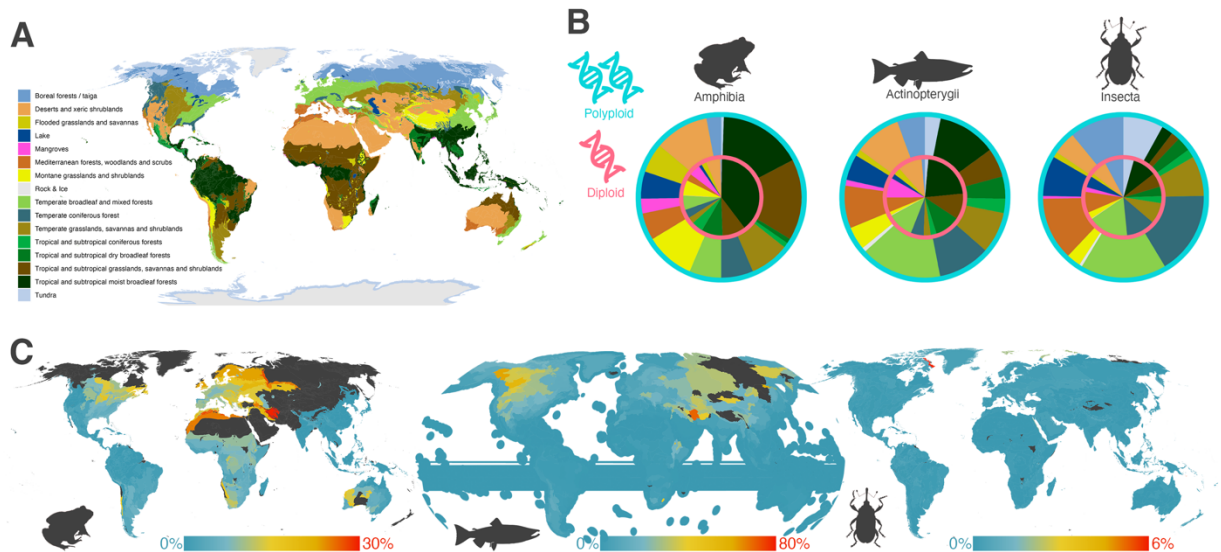 A
Boreal forests / taiga
Deserts and xeric shrublands
Flooded grasslands and savannas
Lake
Mangroves
Mediterranean forests, woodlands and scrubs
Montane grasslands and shrublands
Rock & Ice
Temperate broadleaf and mixed forests
Temperate coniferous forest
Temperate grasslands, savannas and shrublands
Tropical and subtropical coniferous forests
Tropical and subtropical dry broadleaf forests
Tropical and subtropical grasslands, savannas and shrublands
Tropical and subtropical moist broadleaf forests
Tundra
B
Polyploid
Diploid
Amphibia
Actinopterygii
Insecta
C
0% 30%
0% 80%
0% 6%